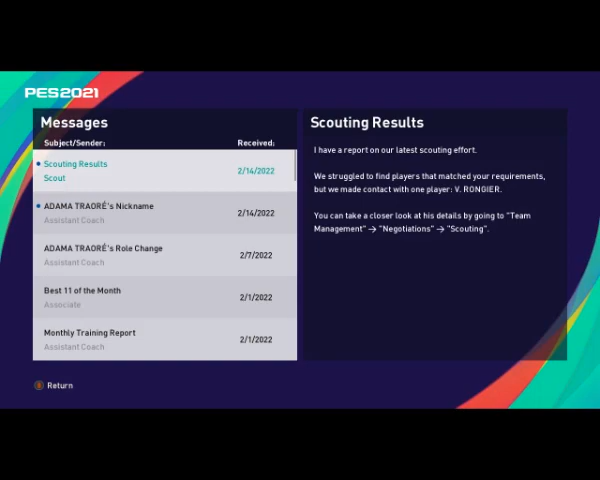 PES2021
Messages
Subject/Sender:
Received:
Scouting Results
Scout
2/14/2022
ADAMA TRAORÉ's Nickname
Assistant Coach
2/14/2022
ADAMA TRAORÉ's Role Change
Assistant Coach
2/7/2022
Best 11 of the Month
Associate
2/1/2022
Monthly Training Report
Assistant Coach
2/1/2022
Scouting Results
I have a report on our latest scouting effort.
We struggled to find players that matched your requirements,
but we made contact with one player: V. RONGIER.
You can take a closer look at his details by going to "Team
Management" → "Negotiations" → "Scouting".
Return